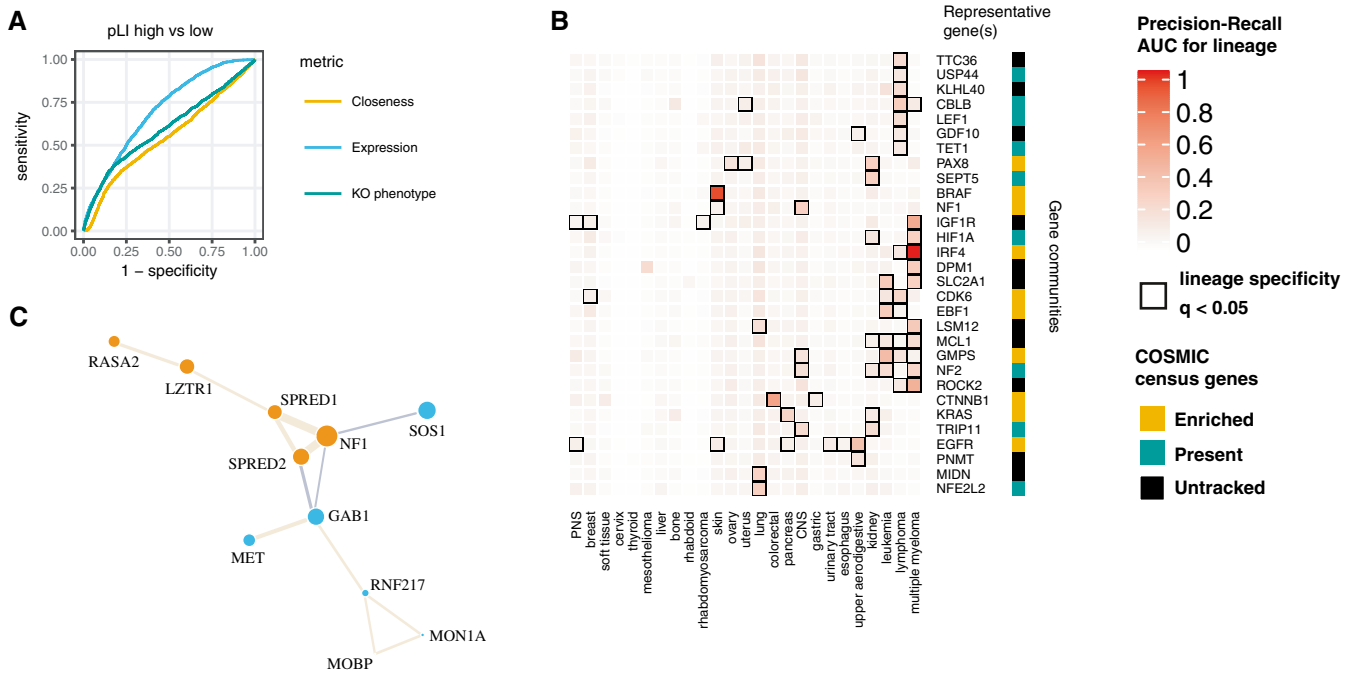 A
pLI high vs low
1.00
0.75
0.50
0.25
0.00
sensitivity
0.00
0.25
0.50
0.75
1.00
1 − specificity
metric
Closeness
Expression
KO phenotype
B
Representative
gene(s)
TTC36
USP44
KLHL40
CBLB
LEF1
GDF10
TET1
PAX8
SEPT5
BRAF
NF1
IGF1R
HIF1A
IRF4
DPM1
SLC2A1
CDK6
EBF1
LSM12
MCL1
GMPS
NF2
ROCK2
CTNNB1
KRAS
TRIP11
EGFR
PNMT
MIDN
NFE2L2
Gene communities
PNS
breast
soft tissue
cervix
thyroid
mesothelioma
liver
bone
rhabdoid
rhabdomyosarcoma
skin
ovary
uterus
lung
colorectal
pancreas
CNS
gastric
urinary tract
esophagus
upper aerodigestive
kidney
leukemia
lymphoma
multiple myeloma
Precision-Recall
AUC for lineage
1
0.8
0.6
0.4
0.2
0
lineage specificity
q < 0.05
COSMIC
census genes
Enriched
Present
Untracked
C
RASA2
LZTR1
SPRED1
NF1
SOS1
SPRED2
GAB1
MET
RNF217
MON1A
MOBP